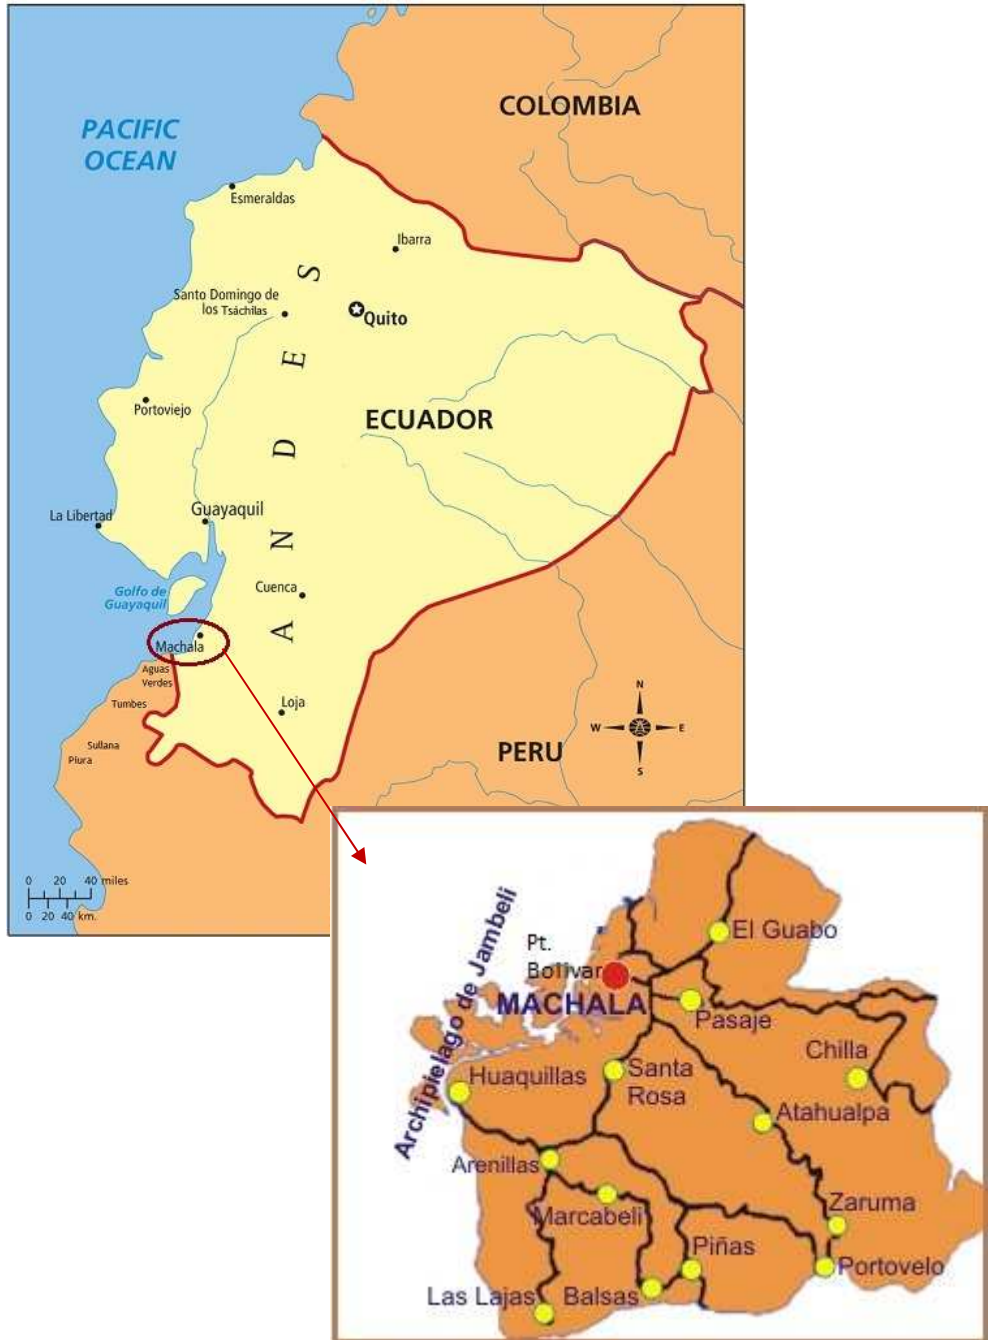 COLOMBIA
PACIFIC
OCEAN
Esmeraldas
Ibarra
S
Santo Domingo de
los Tsáchilas
Quito
E
Portoviejo
ECUADOR
D
La Libertad
Guayaquil
N
Golfo de
Guayaquil
Cuenca
A
Machala
Aguas
Verdes
Tumbes
Loja
Sullana
Piura
PERU
N
W
E
S
0 20 40 miles
0 20 40 km.
Archipielago de Jambeli
El Guabo
Pt.
Bolivar
MACHALA
Pasaje
Chilla
Huaquillas
Santa
Rosa
Atahualpa
Arenillas
Marcabeli
Zaruma
Piñas
Portovelo
Las Lajas
Balsas